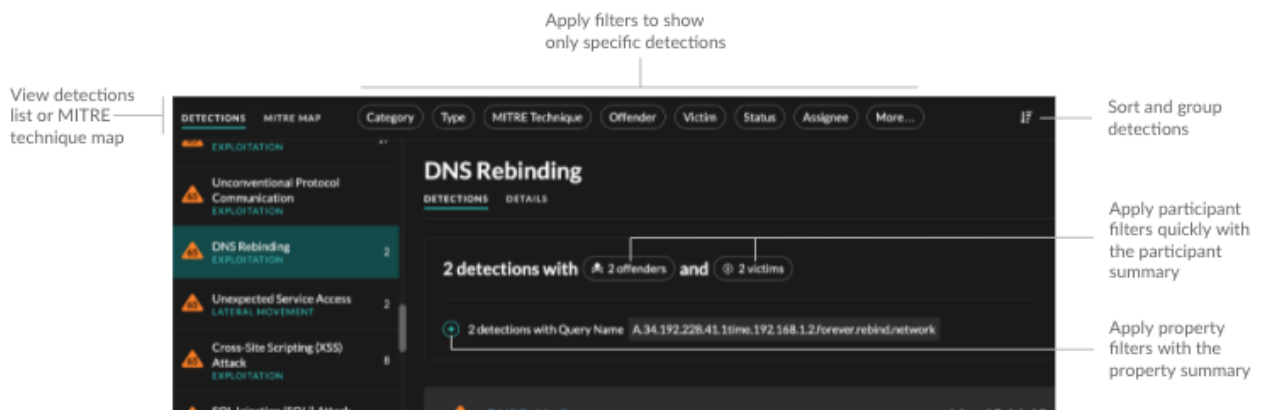 Apply filters to show
only specific detections
View detections
list or MITRE
technique map
Sort and group
detections
DETECTIONS MITRE MAP
Category Type MITRE Technique Offender Victim Status Assignee More...
EXPLOITATION
65 Unconventional Protocol
Communication
EXPLOITATION
65 DNS Rebinding 2
EXPLOITATION
65 Unexpected Service Access 2
LATERAL MOVEMENT
65 Cross-Site Scripting (XSS)
Attack 8
EXPLOITATION
DNS Rebinding
DETECTIONS DETAILS
2 detections with 2 offenders and 2 victims
2 detections with Query Name A.34.192.228.41.1time.192.168.1.2.forever.rebind.network
Apply participant
filters quickly with
the participant
summary
Apply property
filters with the
property summary